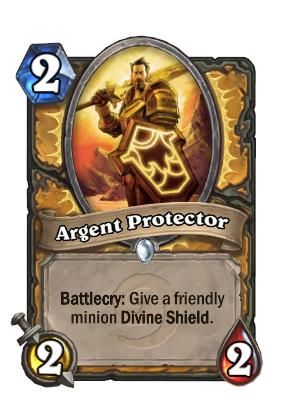 2
Argent Protector
Battlecry: Give a friendly
minion Divine Shield.
2
2